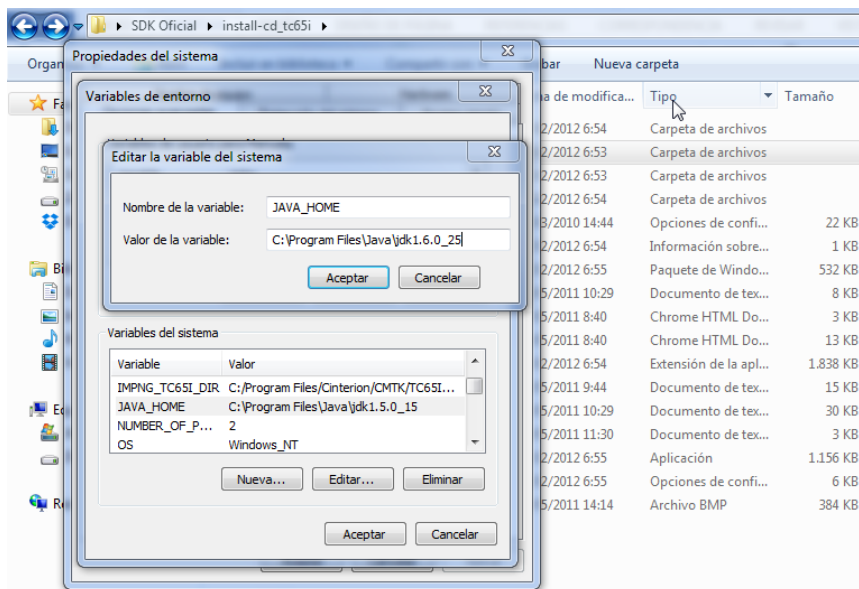 SDK Oficial install-cd_tc65i
Organ
Propiedades del sistema
bar Nueva carpeta
Variables de entorno
ha de modifica... Tipo Tamaño
Fa
2/2012 6:54 Carpeta de archivos
Editar la variable del sistema
2/2012 6:53 Carpeta de archivos
2/2012 6:53 Carpeta de archivos
Nombre de la variable: JAVA_HOME
2/2012 6:54 Carpeta de archivos
3/2010 14:44 Opciones de confi... 22 KB
Valor de la variable: C:\Program Files\Java\jdk1.6.0_15
2/2012 6:54 Información sobre... 1 KB
Bi
2/2012 6:55 Paquete de Windo... 532 KB
Aceptar Cancelar
5/2011 10:29 Documento de tex... 8 KB
5/2011 8:40 Chrome HTML Do... 3 KB
Variables del sistema
5/2011 8:40 Chrome HTML Do... 13 KB
Variable Valor
2/2012 6:54 Extensión de la apl... 1.838 KB
IMPNG_TC65I_DIR C:/Program Files/Cinterion/CMTK/TC65I...
5/2011 9:44 Documento de tex... 15 KB
JAVA_HOME C:\Program Files\Java\jdk1.5.0_15
Ec
5/2011 10:29 Documento de tex... 30 KB
NUMBER_OF_P... 2
5/2011 11:30 Documento de tex... 3 KB
OS Windows_NT
2/2012 6:55 Aplicación 1.156 KB
Nueva... Editar... Eliminar
2/2012 6:55 Opciones de confi... 6 KB
Re
5/2011 14:14 Archivo BMP 384 KB
Aceptar Cancelar